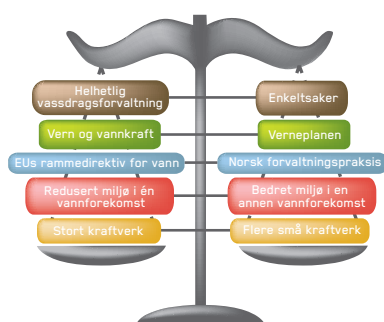 Helhetlig
vassdragsforvaltning
Enkeltsaker
Vern og vannkraft
Verneplanen
EUs rammedirektiv for vann
Norsk forvaltningspraksis
Redusert miljø i én
vannforekomst
Bedret miljø i en
annen vannforekomst
Stort kraftverk
Flere små kraftverk